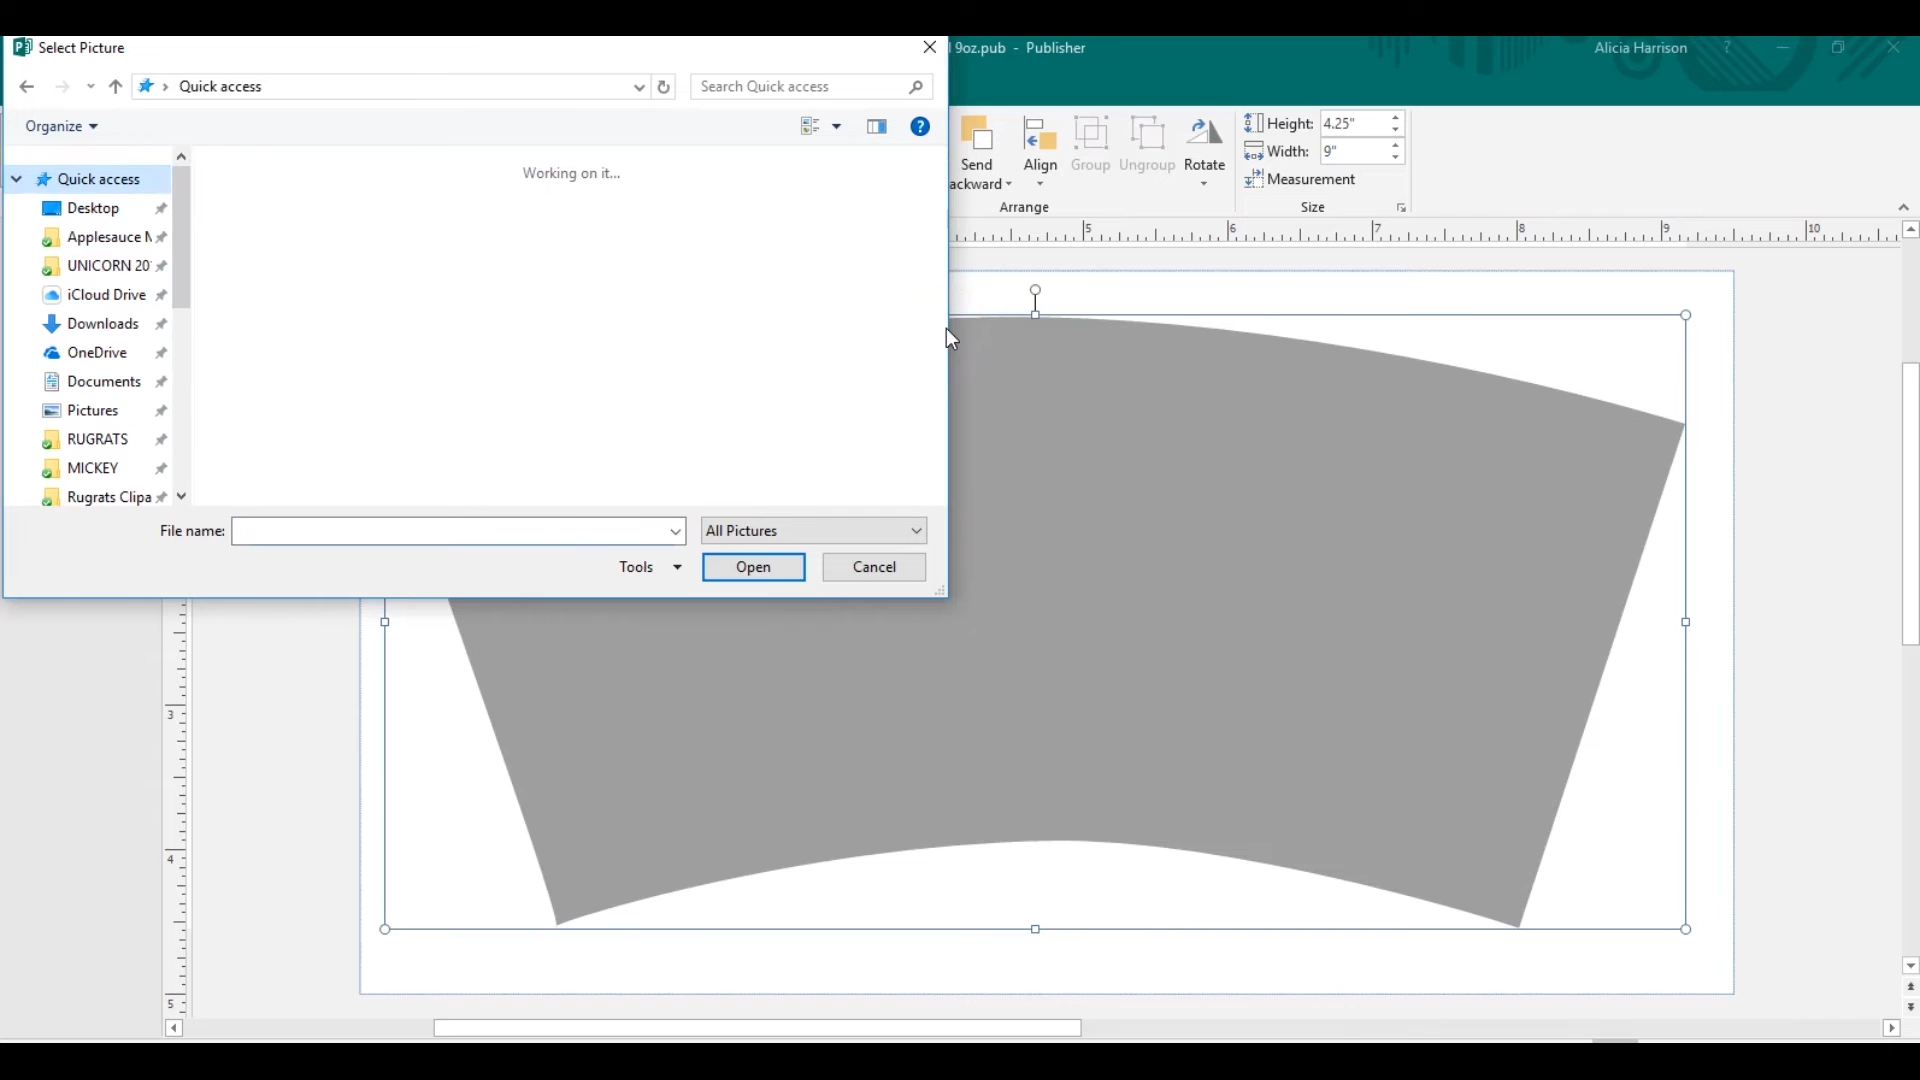 Select Picture
l 9oz.pub - Publisher
Alicia Harrison
?
Quick access
Search Quick access
Organize
?
Working on it...
Quick access
Desktop
Applesauce
UNICORN 20
iCloud Drive
Downloads
OneDrive
Documents
Pictures
RUGRATS
MICKEY
Rugrats Clipa
File name:
All Pictures
Tools
Open
Cancel
Send
ackward
Align
Group
Ungroup
Rotate
Arrange
Height: 4.25"
Width: 9"
Measurement
Size
5 6 7 8 9 10
3
4
5